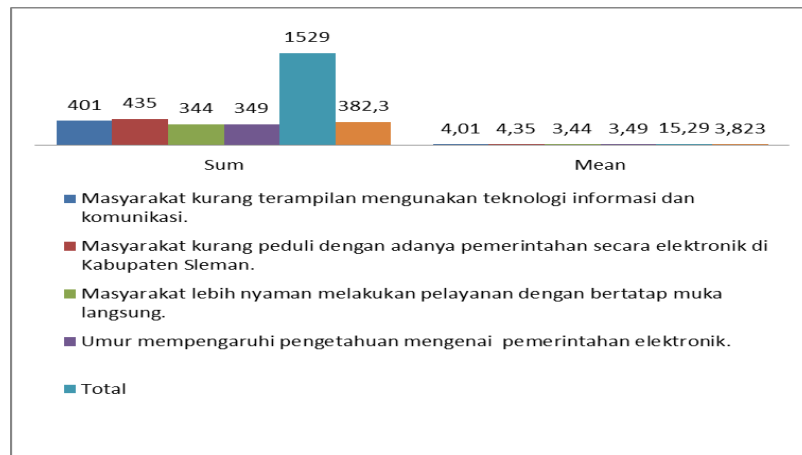 1529
401 435 344 349 382,3
4,01 4,35 3,44 3,49 15,29 3,823
Sum Mean
Masyarakat kurang terampilan mengunakan teknologi informasi dan
komunikasi.
Masyarakat kurang peduli dengan adanya pemerintahan secara elektronik di
Kabupaten Sleman.
Masyarakat lebih nyaman melakukan pelayanan dengan bertatap muka
langsung.
Umur mempengaruhi pengetahuan mengenai pemerintahan elektronik.
Total